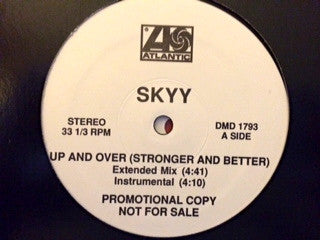 ATLANTIC
SKYY
STEREO
33 1/3 RPM
DMD 1793
A SIDE
UP AND OVER (STRONGER AND BETTER)
Extended Mix (4:41)
Instrumental (4:10)
PROMOTIONAL COPY
NOT FOR SALE